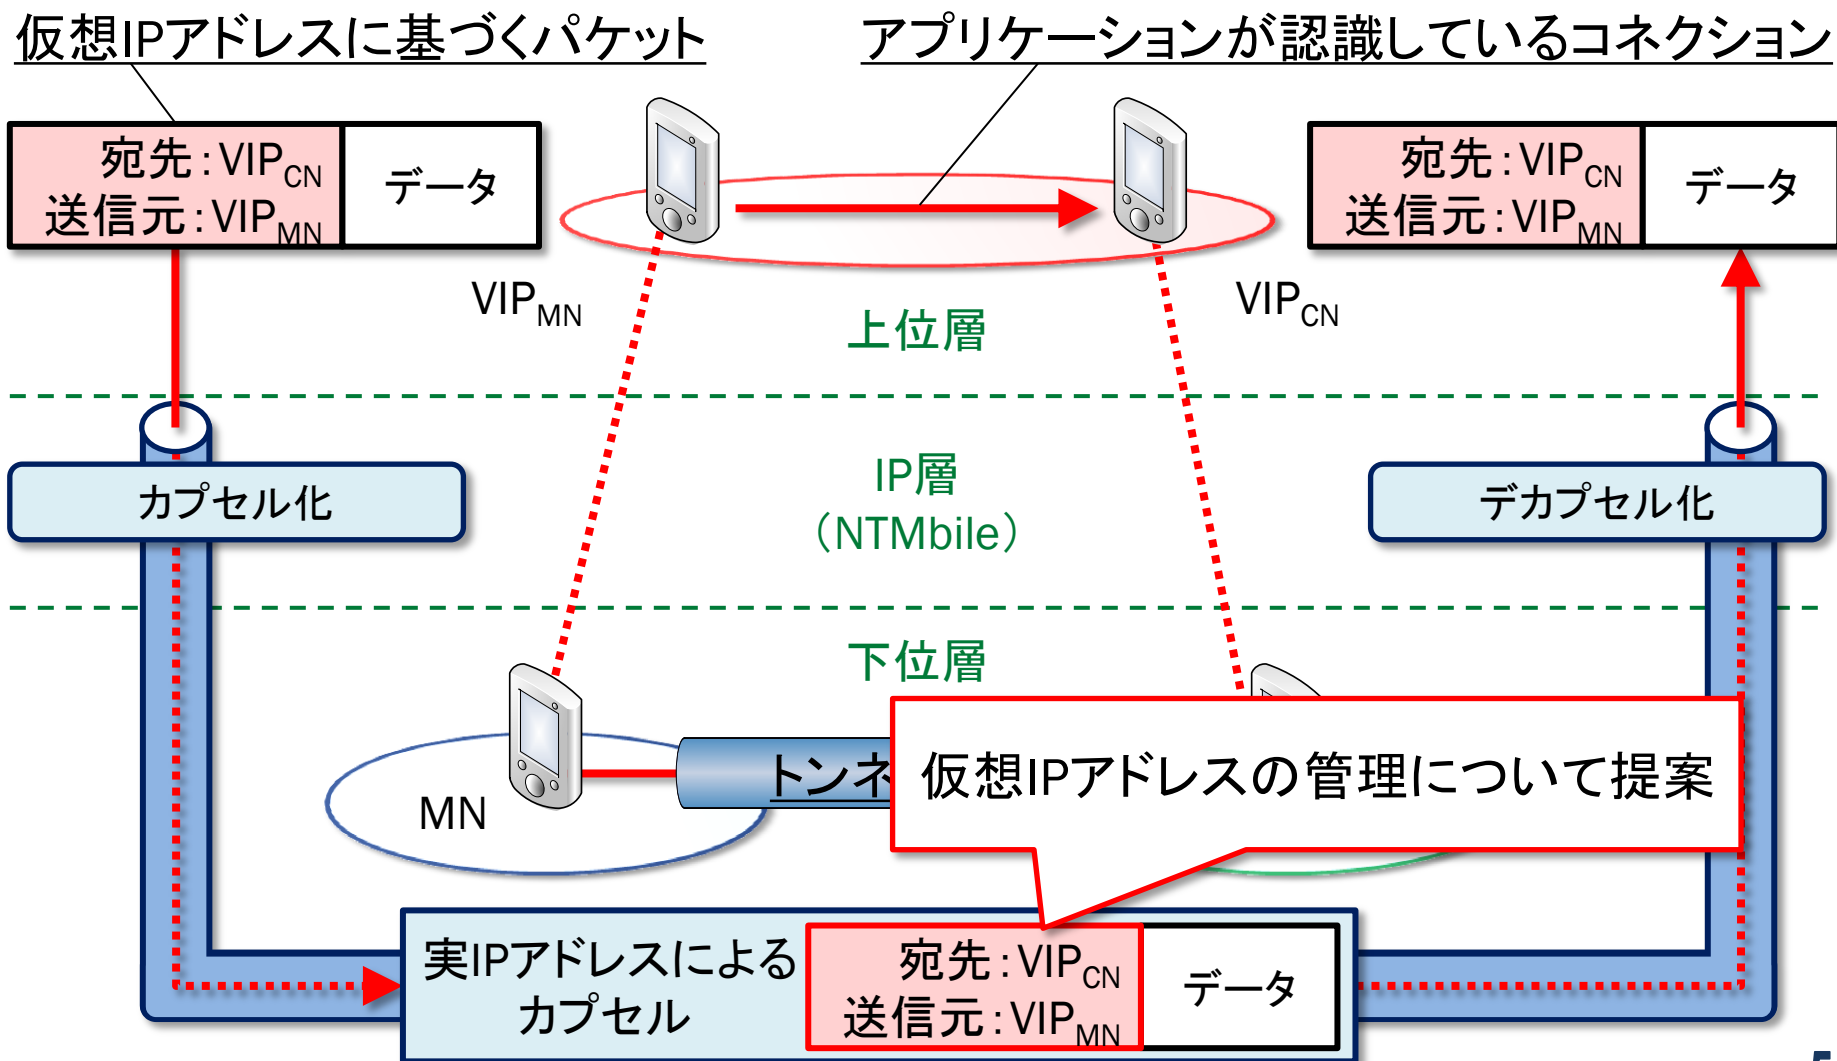 仮想IPアドレスに基づくパケット
アプリケーションが認識しているコネクション
宛先：VIPCN
送信元：VIPMN
データ
宛先：VIPCN
送信元：VIPMN
データ
VIPMN
VIPCN
上位層
カプセル化
IP層
（NTMbile）
デカプセル化
下位層
MN
トンネ
仮想IPアドレスの管理について提案
実IPアドレスによる
カプセル
宛先：VIPCN
送信元：VIPMN
データ